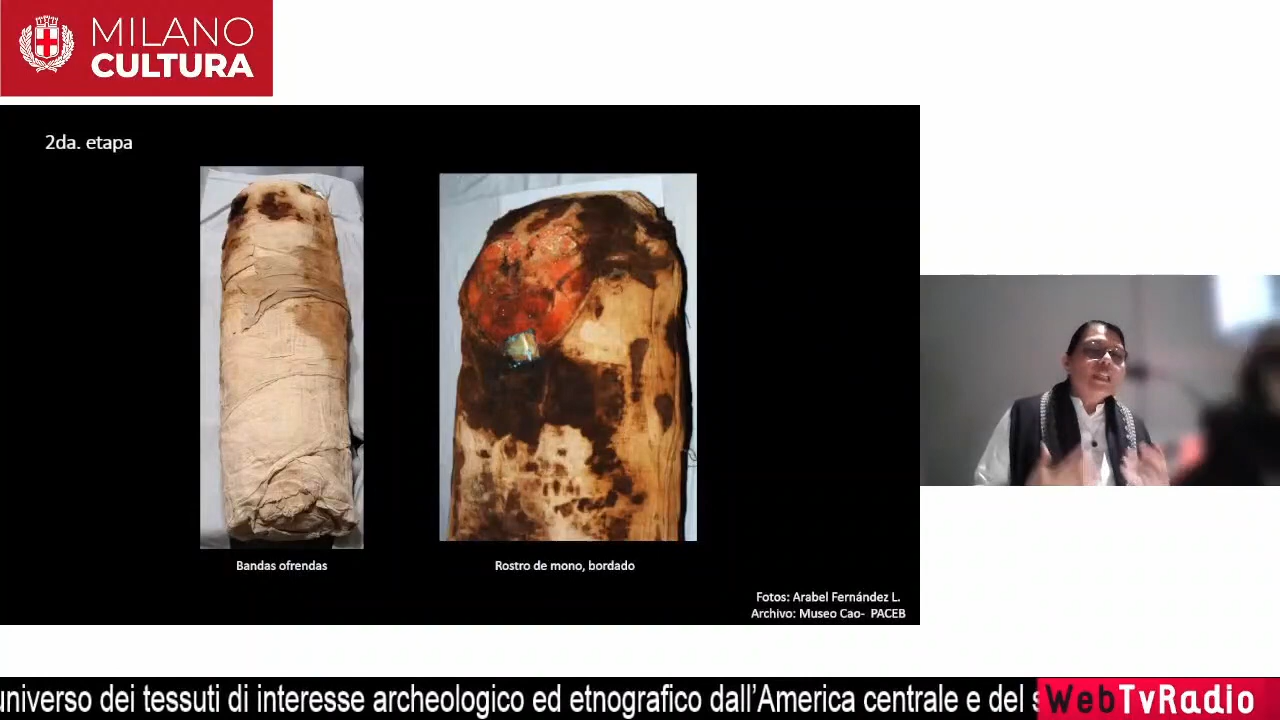 MILANO
CULTURA
2da. etapa
Bandas ofrendas
Rostro de mono, bordado
Fotos: Arabel Fernández L.
Archivo: Museo Cao- PACEB
universo dei tessuti di interesse archeologico ed etnografico dall'America centrale e del
WebTvRadio